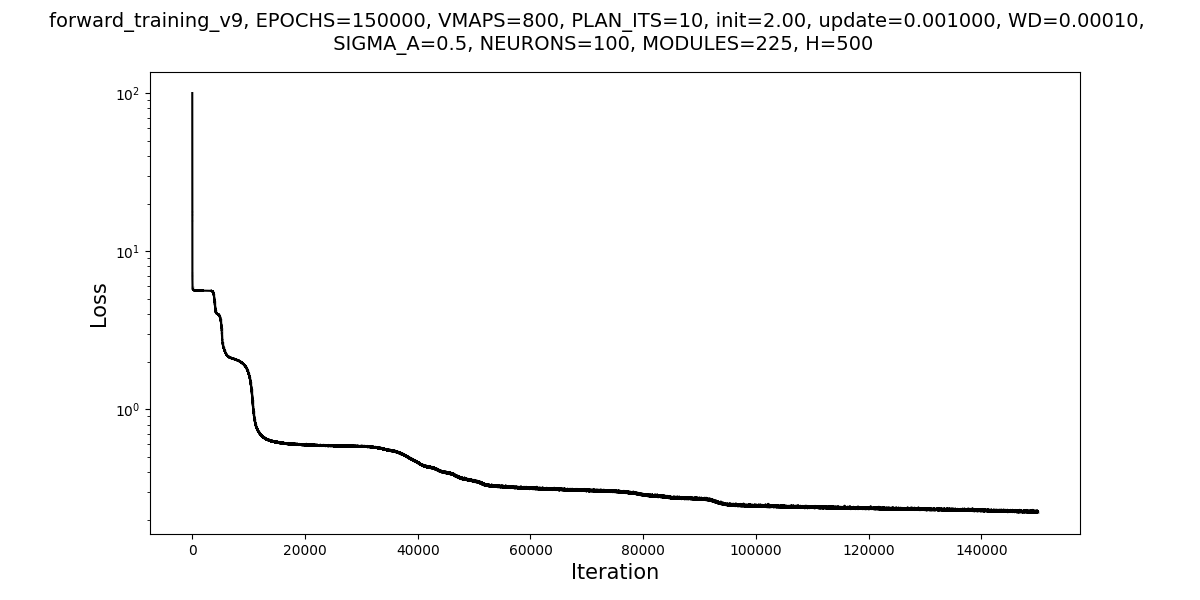 forward_training_v9, EPOCHS=150000, VMAPS=800, PLAN_ITS=10, init=2.00, update=0.001000, WD=0.00010,
SIGMA_A=0.5, NEURONS=100, MODULES=225, H=500
10²
10¹
10⁰
Loss
0 20000 40000 60000 80000 100000 120000 140000
Iteration